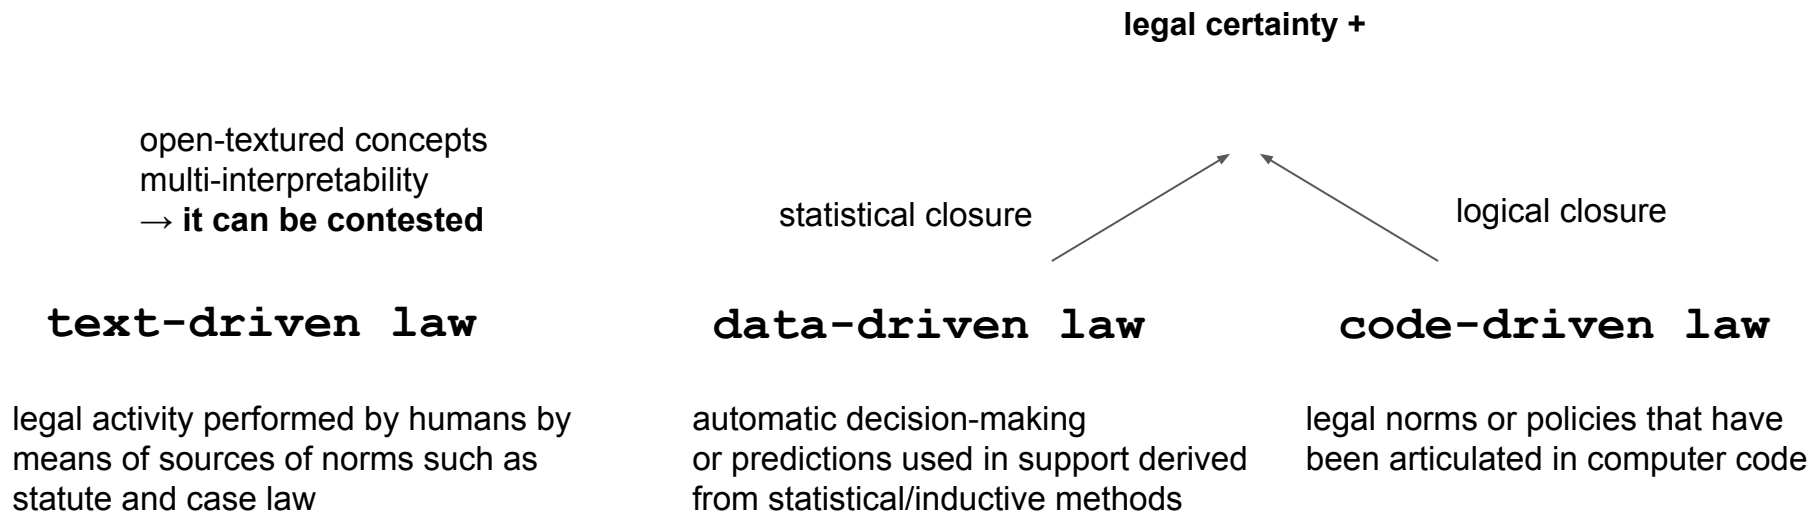 legal certainty +
open-textured concepts
multi-interpretability
→ it can be contested
statistical closure
logical closure
text-driven law
data-driven law
code-driven law
legal activity performed by humans by
means of sources of norms such as
statute and case law
automatic decision-making
or predictions used in support derived
from statistical/inductive methods
legal norms or policies that have
been articulated in computer code